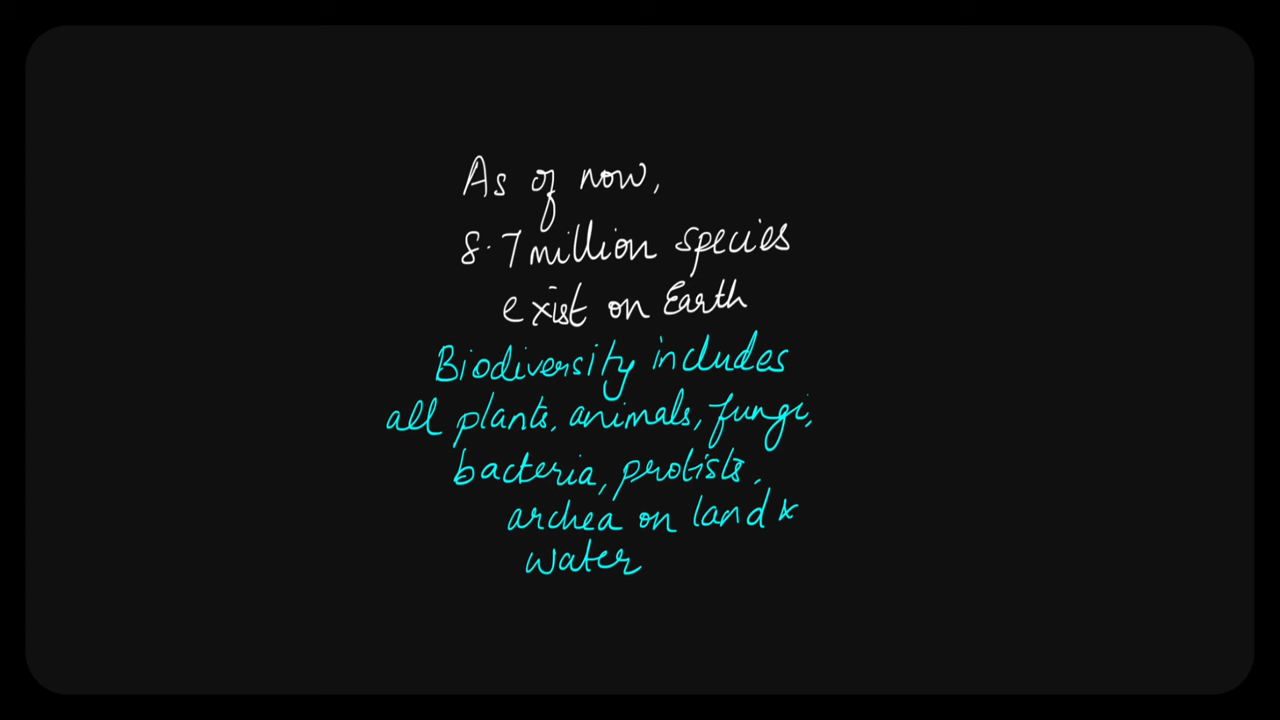 As of now,
8.7 million species
exist on Earth
Biodiversity includes
all plants, animals, fungi,
bacteria, protists,
archea on land &
water